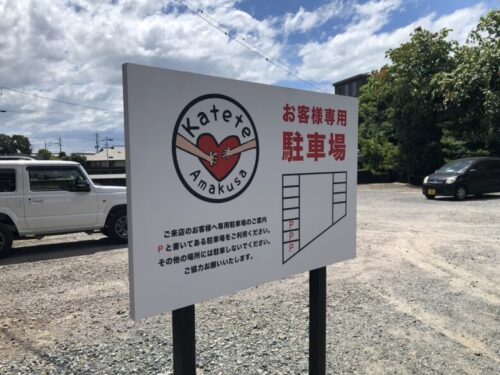 Katete
Amakusa
お客様専用
駐車場
ご来店のお客様へ専用駐車場のご案内
Pと書いてある駐車場をご利用ください。
その他の場所には駐車しないでください。
ご協力お願いいたします。
P
P
P